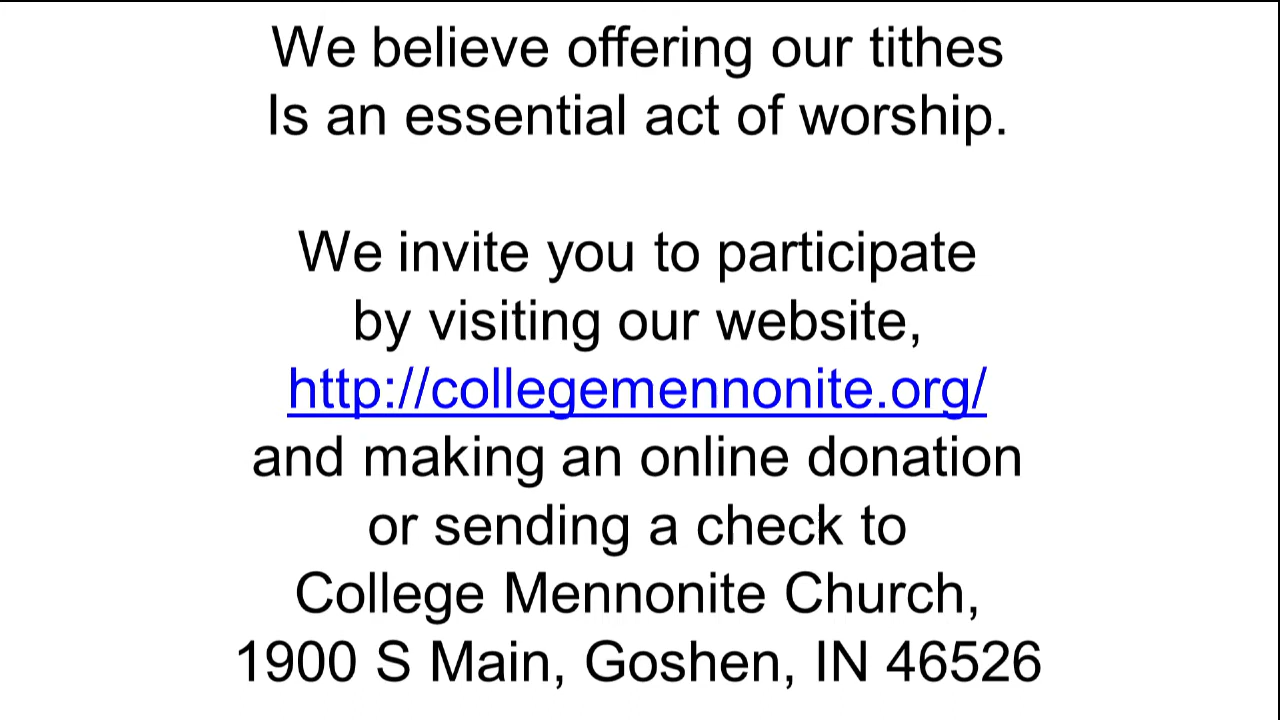 We believe offering our tithes
Is an essential act of worship.
We invite you to participate
by visiting our website,
http://collegemennonite.org/
and making an online donation
or sending a check to
College Mennonite Church,
1900 S Main, Goshen, IN 46526